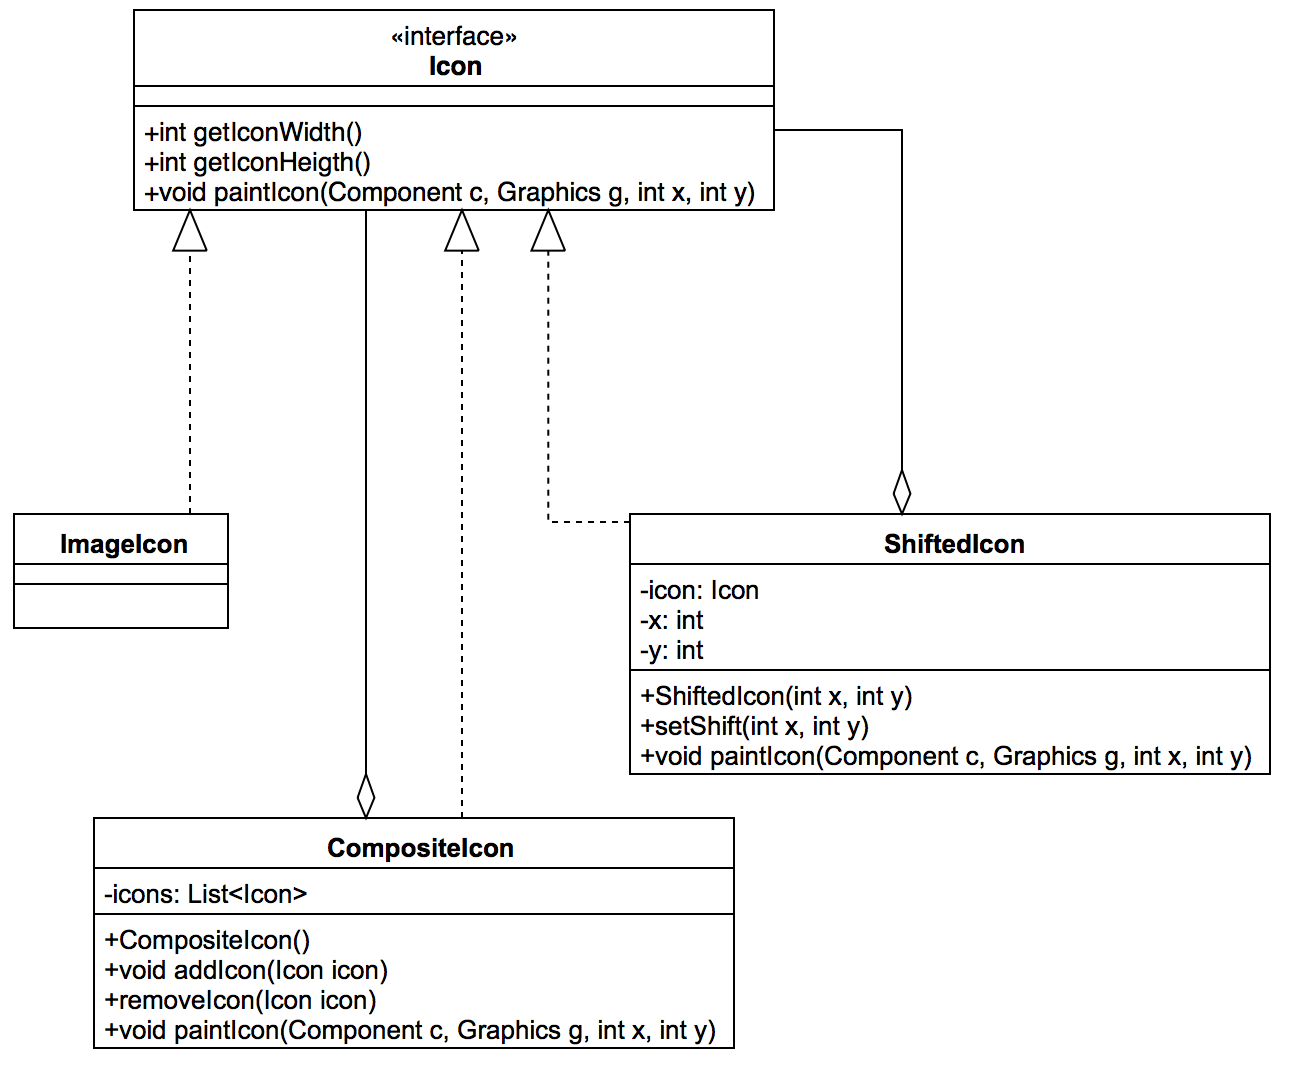 «interface»
Icon
+int getIconWidth()
+int getIconHeigth()
+void paintIcon(Component c, Graphics g, int x, int y)
ImageIcon
ShiftedIcon
-icon: Icon
-x: int
-y: int
+ShiftedIcon(int x, int y)
+setShift(int x, int y)
+void paintIcon(Component c, Graphics g, int x, int y)
CompositeIcon
-icons: List<Icon>
+CompositeIcon()
+void addIcon(Icon icon)
+removeIcon(Icon icon)
+void paintIcon(Component c, Graphics g, int x, int y)